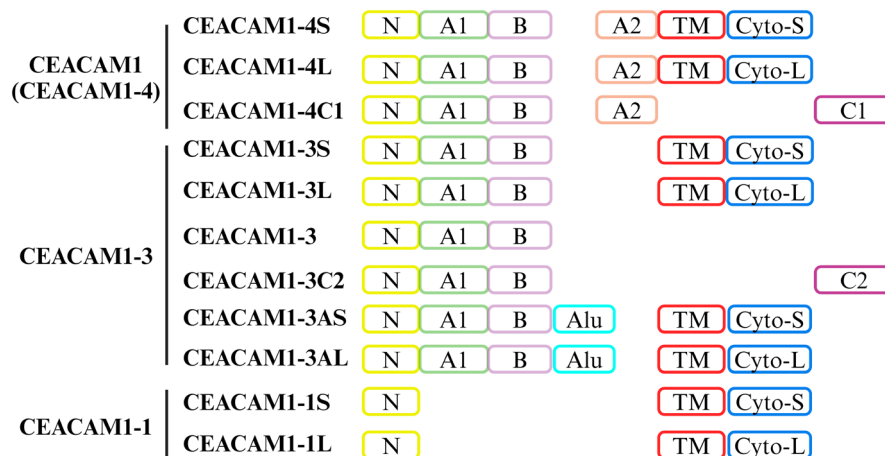 CEACAM1-4S N A1 B A2 TM Cyto-S
CEACAM1
(CEACAM1-4)
CEACAM1-4L N A1 B A2 TM Cyto-L
CEACAM1-4C1 N A1 B A2 C1
CEACAM1-3S N A1 B TM Cyto-S
CEACAM1-3L N A1 B TM Cyto-L
CEACAM1-3 N A1 B
CEACAM1-3
CEACAM1-3C2 N A1 B C2
CEACAM1-3AS N A1 B Alu TM Cyto-S
CEACAM1-3AL N A1 B Alu TM Cyto-L
CEACAM1-1S N TM Cyto-S
CEACAM1-1
CEACAM1-1L N TM Cyto-L